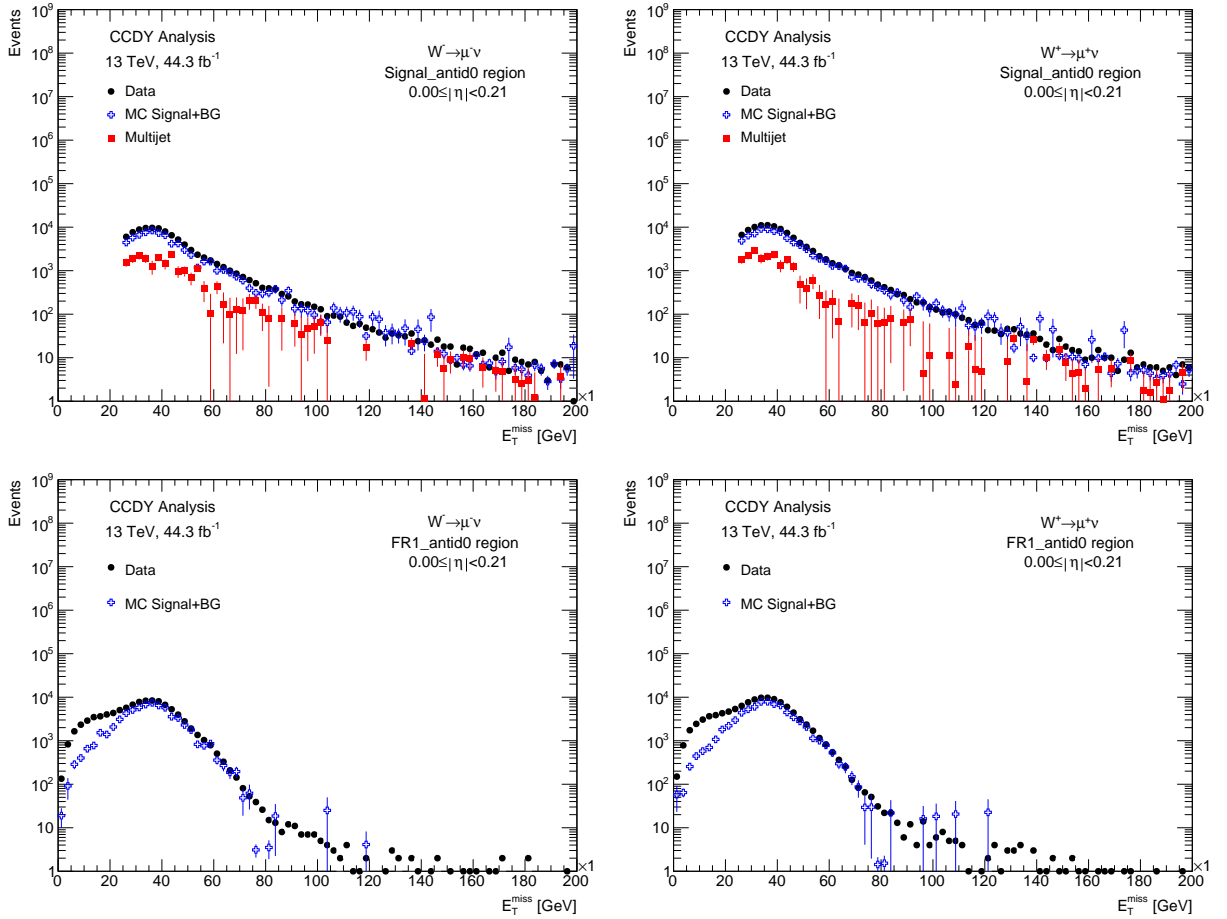 Events
10⁹
10⁸
10⁷
10⁶
10⁵
10⁴
10³
10²
10
1
CCDY Analysis
13 TeV, 44.3 fb⁻¹
Data
MC Signal+BG
Multijet
W⁻→μ⁻ν
Signal_antid0 region
0.00≤|η|<0.21
0 20 40 60 80 100 120 140 160 180 200
×1
E_T^miss [GeV]
Events
10⁹
10⁸
10⁷
10⁶
10⁵
10⁴
10³
10²
10
1
CCDY Analysis
13 TeV, 44.3 fb⁻¹
Data
MC Signal+BG
Multijet
W⁺→μ⁺ν
Signal_antid0 region
0.00≤|η|<0.21
0 20 40 60 80 100 120 140 160 180 200
×1
E_T^miss [GeV]
Events
10⁹
10⁸
10⁷
10⁶
10⁵
10⁴
10³
10²
10
1
CCDY Analysis
13 TeV, 44.3 fb⁻¹
Data
MC Signal+BG
W⁻→μ⁻ν
FR1_antid0 region
0.00≤|η|<0.21
0 20 40 60 80 100 120 140 160 180 200
×1
E_T^miss [GeV]
Events
10⁹
10⁸
10⁷
10⁶
10⁵
10⁴
10³
10²
10
1
CCDY Analysis
13 TeV, 44.3 fb⁻¹
Data
MC Signal+BG
W⁺→μ⁺ν
FR1_antid0 region
0.00≤|η|<0.21
0 20 40 60 80 100 120 140 160 180 200
×1
E_T^miss [GeV]